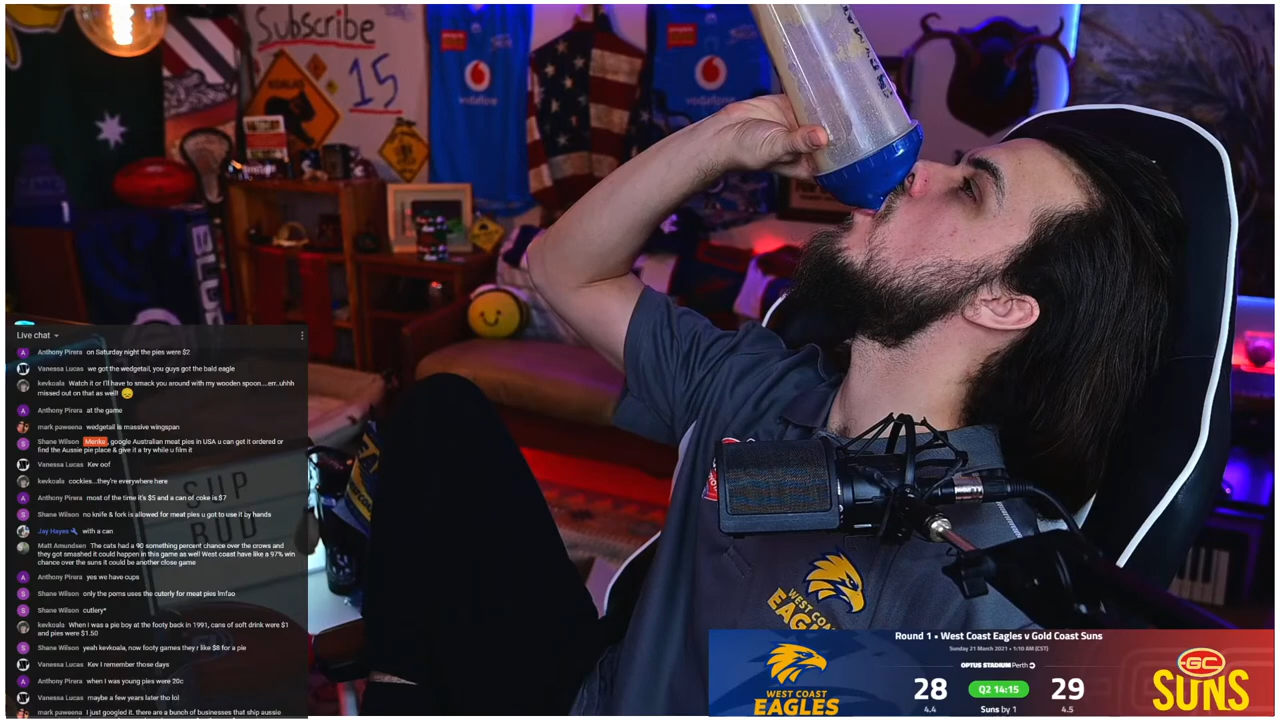 Subscribe
15
KOALAS
vodafone
vodafone
BLUS
SUP
Live chat
Anthony Pirera on Saturday night the pies were $2
Vanessa Lucas we got the wedgetail, you guys got the bald eagle
kevkoala Watch it or I'll have to smack you around with my wooden spoon....err..uhhh
missed out on that as well!
Anthony Pirera at the game
mark paweena wedgetail is massive wingspan
Shane Wilson Meriko, google Australian meat pies in USA u can get it ordered or
find the Aussie pie place & give it a try while u film it
Vanessa Lucas Kev oof
kevkoala cockies...they're everywhere here
Anthony Pirera most of the time it's $5 and a can of coke is $7
Shane Wilson no knife & fork is allowed for meat pies u got to use it by hands
Jay Hayes with a can
Matt Amundsen The cats had a 90 something percent chance over the crows and
they got smashed it could happen in this game as well West coast have like a 97% win
chance over the suns it could be another close game
Anthony Pirera yes we have cups
Shane Wilson only the poms uses the cuterly for meat pies lmfao
Shane Wilson cutlery*
kevkoala When I was a pie boy at the footy back in 1991, cans of soft drink were $1
and pies were $1.50
Shane Wilson yeah kevkoala, now footy games they r like $8 for a pie
Vanessa Lucas Kev I remember those days
Anthony Pirera when I was young pies were 20c
Vanessa Lucas maybe a few years later tho lol
mark paweena I just googled it. there are a bunch of businesses that ship aussie
WEST COAST
EAGLES
Round 1 • West Coast Eagles v Gold Coast Suns
Sunday 21 March 2021 • 1:10 AM (CST)
OPTUS STADIUM Perth
WEST COAST
EAGLES
28
4.4
Q2 14:15
Suns by 1
29
4.5
GC
SUNS